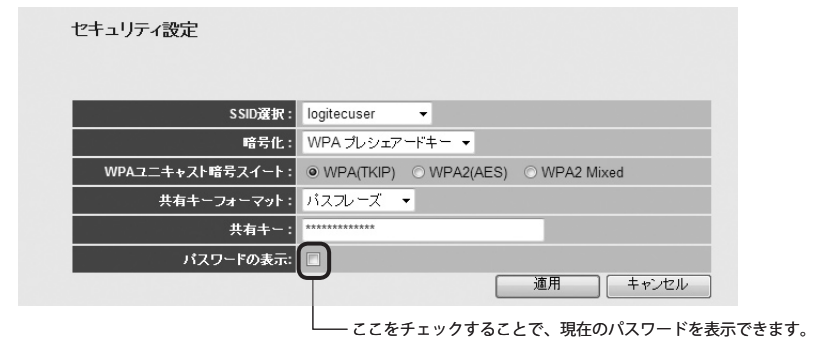 セキュリティ設定
SSID選択: logitecuser
暗号化: WPA プレシェアードキー
WPAユニキャスト暗号スイート: WPA(TKIP) WPA2(AES) WPA2 Mixed
共有キーフォーマット: パスフレーズ
共有キー: *************
パスワードの表示:
適用 キャンセル
ここをチェックすることで、現在のパスワードを表示できます。